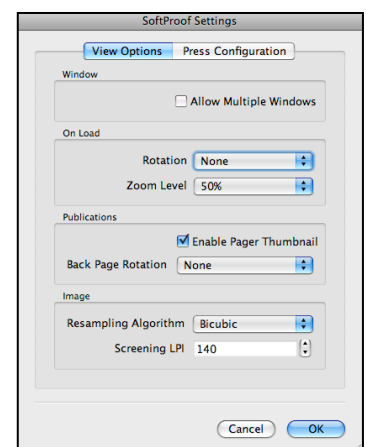 SoftProof Settings
View Options Press Configuration
Window
Allow Multiple Windows
On Load
Rotation None
Zoom Level 50%
Publications
Enable Pager Thumbnail
Back Page Rotation None
Image
Resampling Algorithm Bicubic
Screening LPI 140
Cancel OK